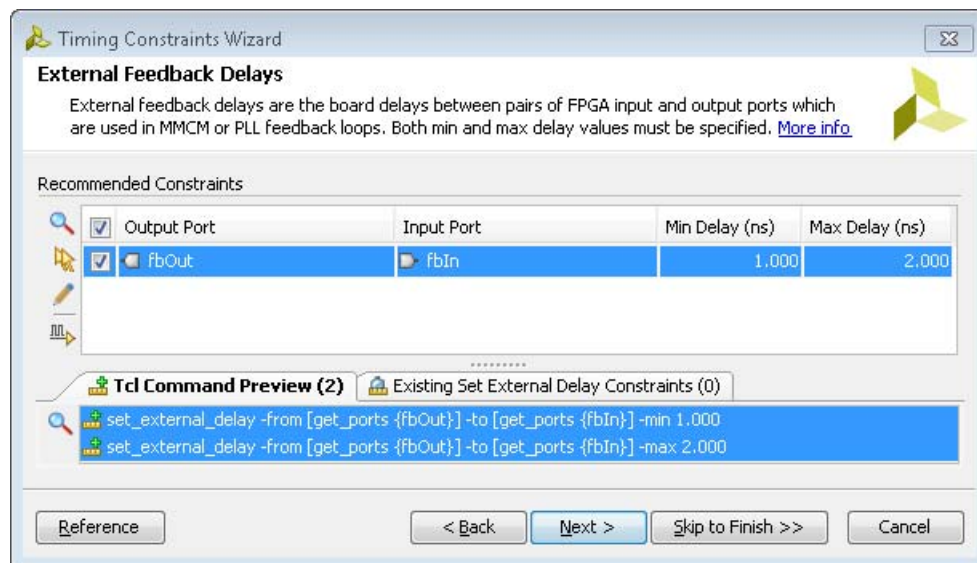 Timing Constraints Wizard
External Feedback Delays
External feedback delays are the board delays between pairs of FPGA input and output ports which
are used in MMCM or PLL feedback loops. Both min and max delay values must be specified. More info
Recommended Constraints
Output Port Input Port Min Delay (ns) Max Delay (ns)
fbOut fbIn 1.000 2.000
Tcl Command Preview (2) Existing Set External Delay Constraints (0)
set_external_delay -from [get_ports {fbOut}] -to [get_ports {fbIn}] -min 1.000
set_external_delay -from [get_ports {fbOut}] -to [get_ports {fbIn}] -max 2.000
Reference < Back Next > Skip to Finish >> Cancel